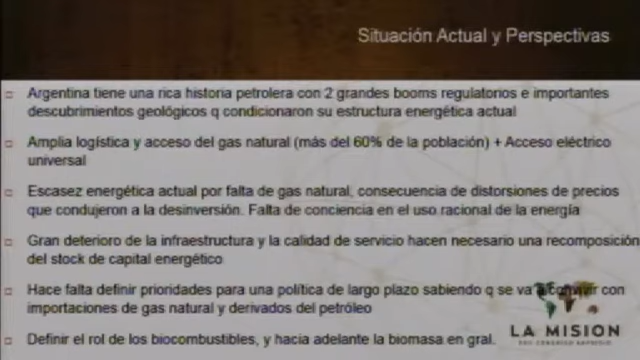 Situación Actual y Perspectivas
Argentina tiene una rica historia petrolera con 2 grandes booms regulatorios e importantes
descubrimientos geológicos q condicionaron su estructura energética actual
Amplia logística y acceso del gas natural (más del 60% de la población) + Acceso eléctrico
universal
Escasez energética actual por falta de gas natural, consecuencia de distorsiones de precios
que condujeron a la desinversión. Falta de conciencia en el uso racional de la energía
Gran deterioro de la infraestructura y la calidad de servicio hacen necesario una recomposición
del stock de capital energético
Hace falta definir prioridades para una política de largo plazo sabiendo q se va a convivir con
importaciones de gas natural y derivados del petróleo
Definir el rol de los biocombustibles, y hacia adelante la biomasa en gral.
LA MISION